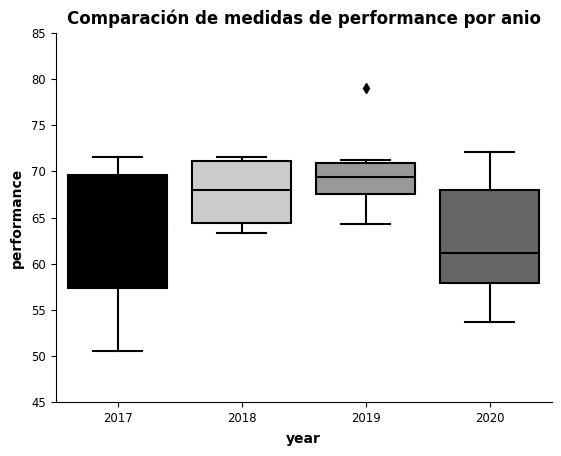 Comparación de medidas de performance por anio
85
80
75
70
65
60
55
50
45
performance
2017 2018 2019 2020
year